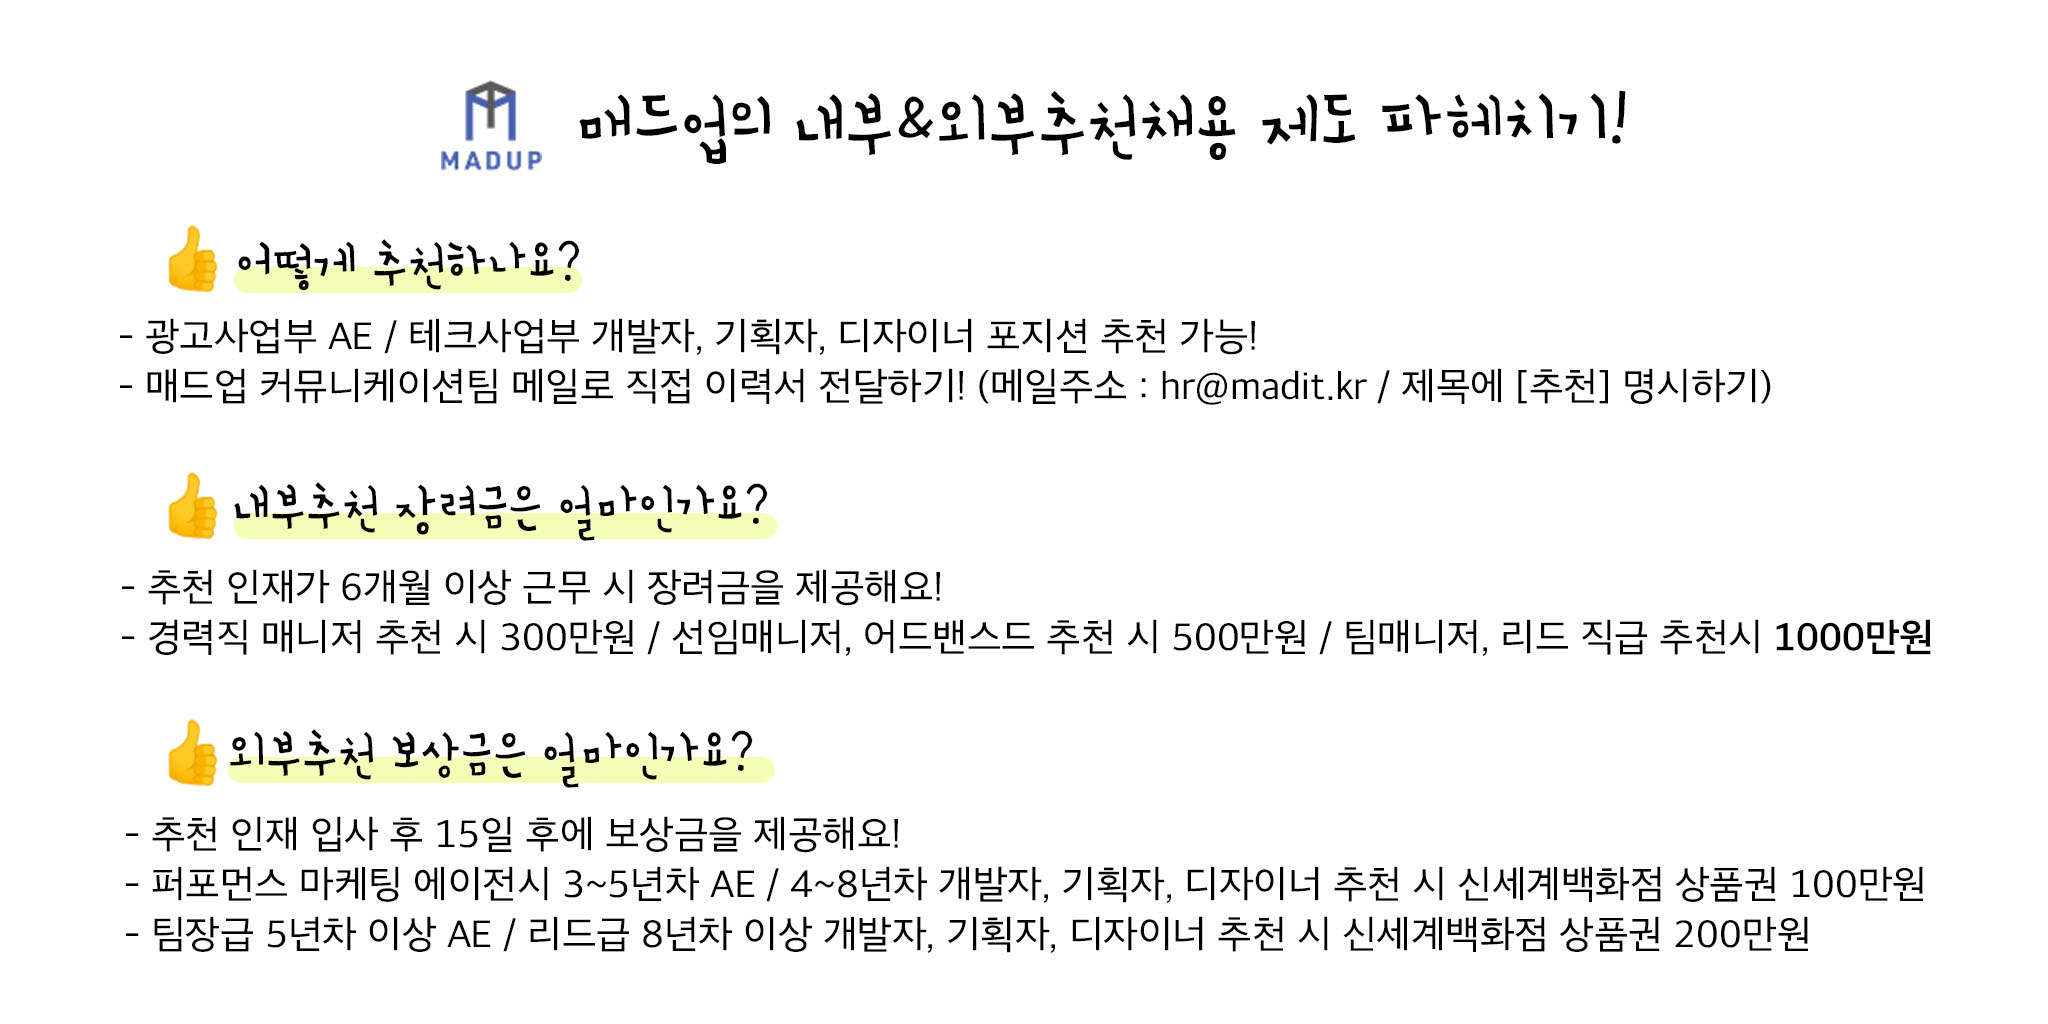 MADUP
매드업의 내부&외부추천채용 제도 파헤치기!
👍 어떻게 추천하나요?
- 광고사업부 AE / 테크사업부 개발자, 기획자, 디자이너 포지션 추천 가능!
- 매드업 커뮤니케이션팀 메일로 직접 이력서 전달하기! (메일주소 : hr@madit.kr / 제목에 [추천] 명시하기)
👍 내부추천 장려금은 얼마인가요?
- 추천 인재가 6개월 이상 근무 시 장려금을 제공해요!
- 경력직 매니저 추천 시 300만원 / 선임매니저, 어드밴스드 추천 시 500만원 / 팀매니저, 리드 직급 추천시 1000만원
👍 외부추천 보상금은 얼마인가요?
- 추천 인재 입사 후 15일 후에 보상금을 제공해요!
- 퍼포먼스 마케팅 에이전시 3~5년차 AE / 4~8년차 개발자, 기획자, 디자이너 추천 시 신세계백화점 상품권 100만원
- 팀장급 5년차 이상 AE / 리드급 8년차 이상 개발자, 기획자, 디자이너 추천 시 신세계백화점 상품권 200만원